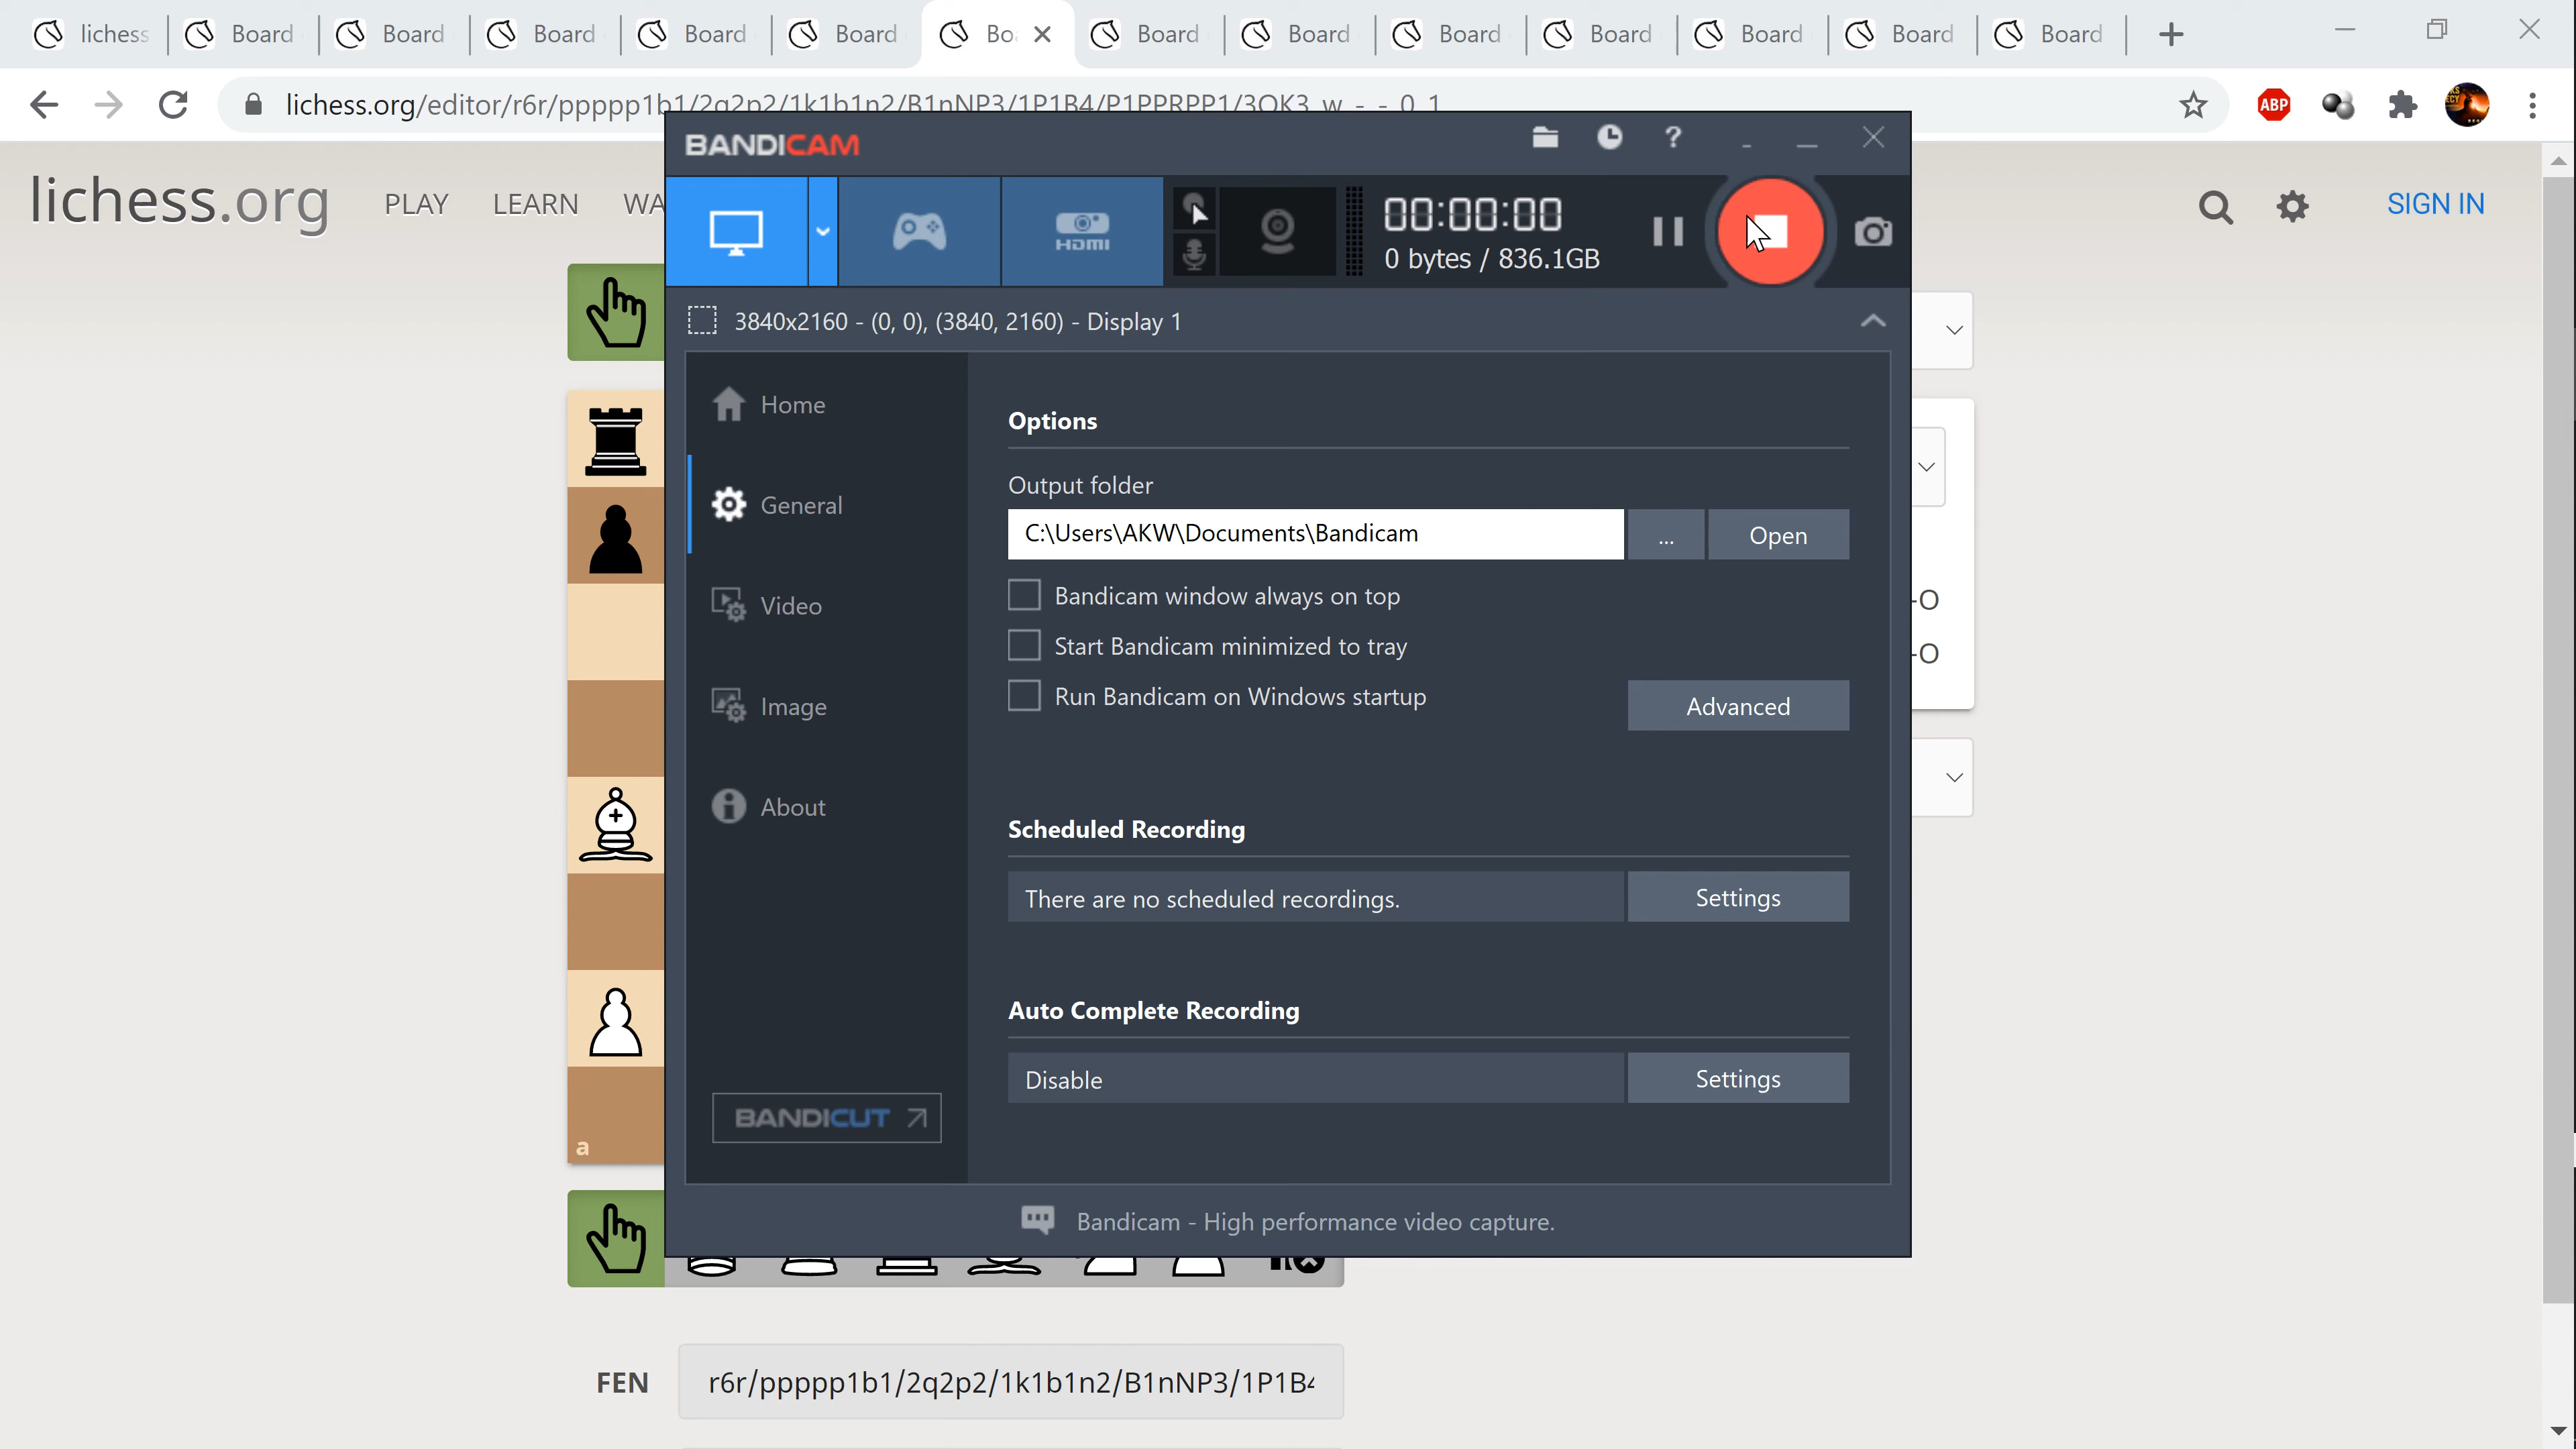 lichess Board Board Board Board Board Bo Board Board Board Board Board Board Board
lichess.org/editor/r6r/ppppp1b1/2q2p2/1k1b1n2/B1nNP3/1P1B4/P1PPRPP1/3QK3_w_-_-_0_1
ABP
lichess.org PLAY LEARN WA SIGN IN
BANDICAM ?
HDMI
00:00:00
0 bytes / 836.1GB
3840x2160 - (0, 0), (3840, 2160) - Display 1
Home
General
Video
Image
About
BANDICUT
Options
Output folder
C:\Users\AKW\Documents\Bandicam ... Open
Bandicam window always on top
Start Bandicam minimized to tray
Run Bandicam on Windows startup
Advanced
Scheduled Recording
There are no scheduled recordings. Settings
Auto Complete Recording
Disable Settings
Bandicam - High performance video capture.
-O
-O
a
FEN r6r/ppppp1b1/2q2p2/1k1b1n2/B1nNP3/1P1B4